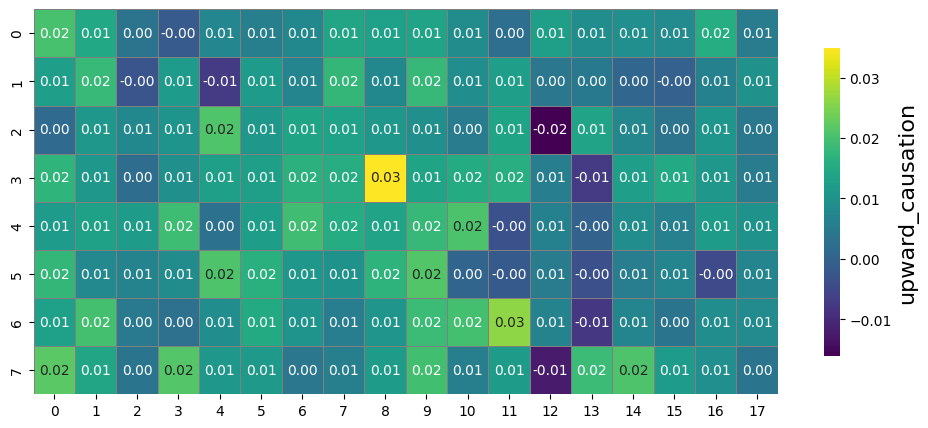 0 0.02 0.01 0.00 -0.00 0.01 0.01 0.01 0.01 0.01 0.01 0.01 0.00 0.01 0.01 0.01 0.01 0.02 0.01
1 0.01 0.02 -0.00 0.01 -0.01 0.01 0.01 0.02 0.01 0.02 0.01 0.01 0.00 0.00 0.00 -0.00 0.01 0.01
2 0.00 0.01 0.01 0.01 0.02 0.01 0.01 0.01 0.01 0.01 0.00 0.01 -0.02 0.01 0.01 0.00 0.01 0.00
3 0.02 0.01 0.00 0.01 0.01 0.01 0.02 0.02 0.03 0.01 0.02 0.02 0.01 -0.01 0.01 0.01 0.01 0.01
4 0.01 0.01 0.01 0.02 0.00 0.01 0.02 0.02 0.01 0.02 0.02 -0.00 0.01 -0.00 0.01 0.01 0.01 0.01
5 0.02 0.01 0.01 0.01 0.02 0.02 0.01 0.01 0.02 0.02 0.00 -0.00 0.01 -0.00 0.01 0.01 -0.00 0.01
6 0.01 0.02 0.00 0.00 0.01 0.01 0.01 0.01 0.01 0.02 0.02 0.03 0.01 -0.01 0.01 0.00 0.01 0.01
7 0.02 0.01 0.00 0.02 0.01 0.01 0.00 0.01 0.01 0.02 0.01 0.01 -0.01 0.02 0.02 0.01 0.01 0.00
0 1 2 3 4 5 6 7 8 9 10 11 12 13 14 15 16 17
0.03
0.02
0.01
0.00
−0.01
upward_causation